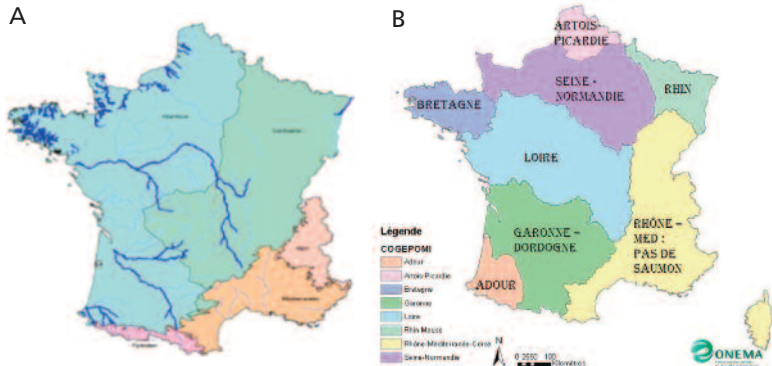 A
B
ARTOIS-
PICARDIE
SEINE -
NORMANDIE
RHIN
BRETAGNE
LOIRE
GARONNE -
DORDOGNE
RHÔNE -
MED :
PAS DE
SAUMON
ADOUR
Légende
COGEPOMI
Adour
Artois-Picardie
Bretagne
Garonne
Loire
Rhin Meuse
Rhône-Méditerranée-Corse
Seine-Normandie
N
0 2550 100
Kilomètres
ONEMA